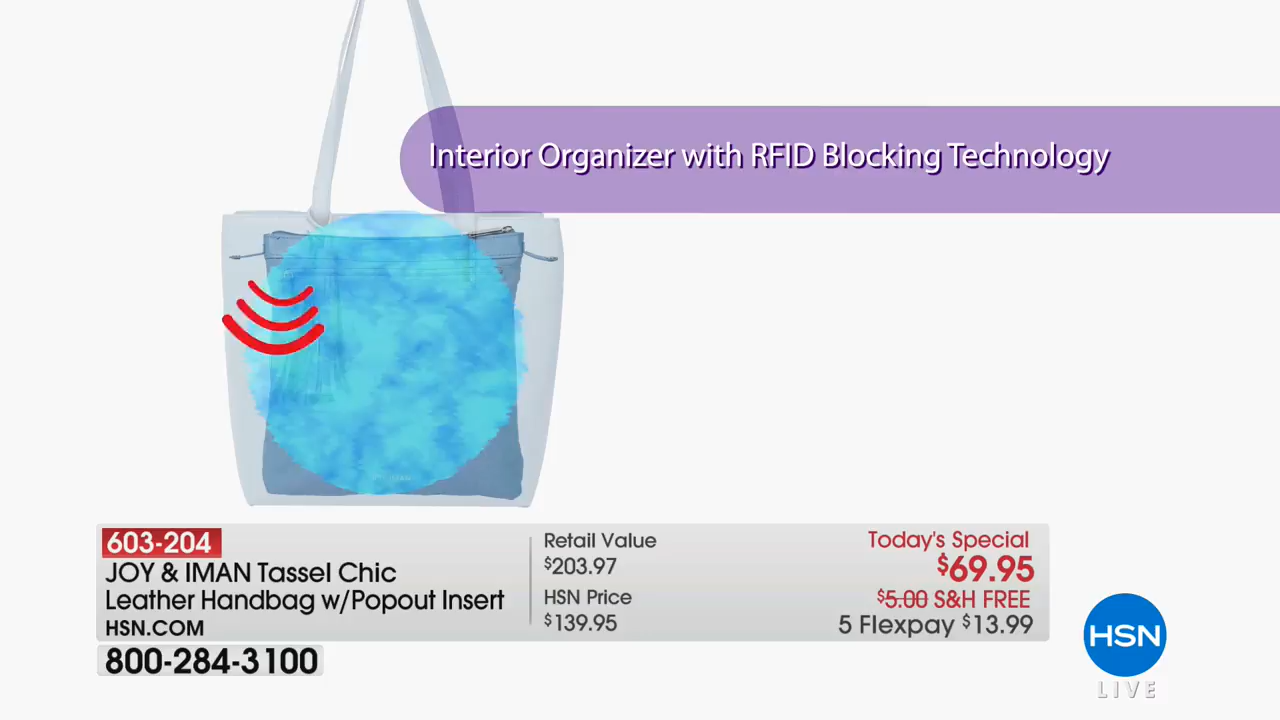 Interior Organizer with RFID Blocking Technology
603-204
JOY & IMAN Tassel Chic
Leather Handbag w/Popout Insert
HSN.COM
800-284-3100
Retail Value
$203.97
HSN Price
$139.95
Today's Special
$69.95
$5.00 S&H FREE
5 Flexpay $13.99
HSN
LIVE